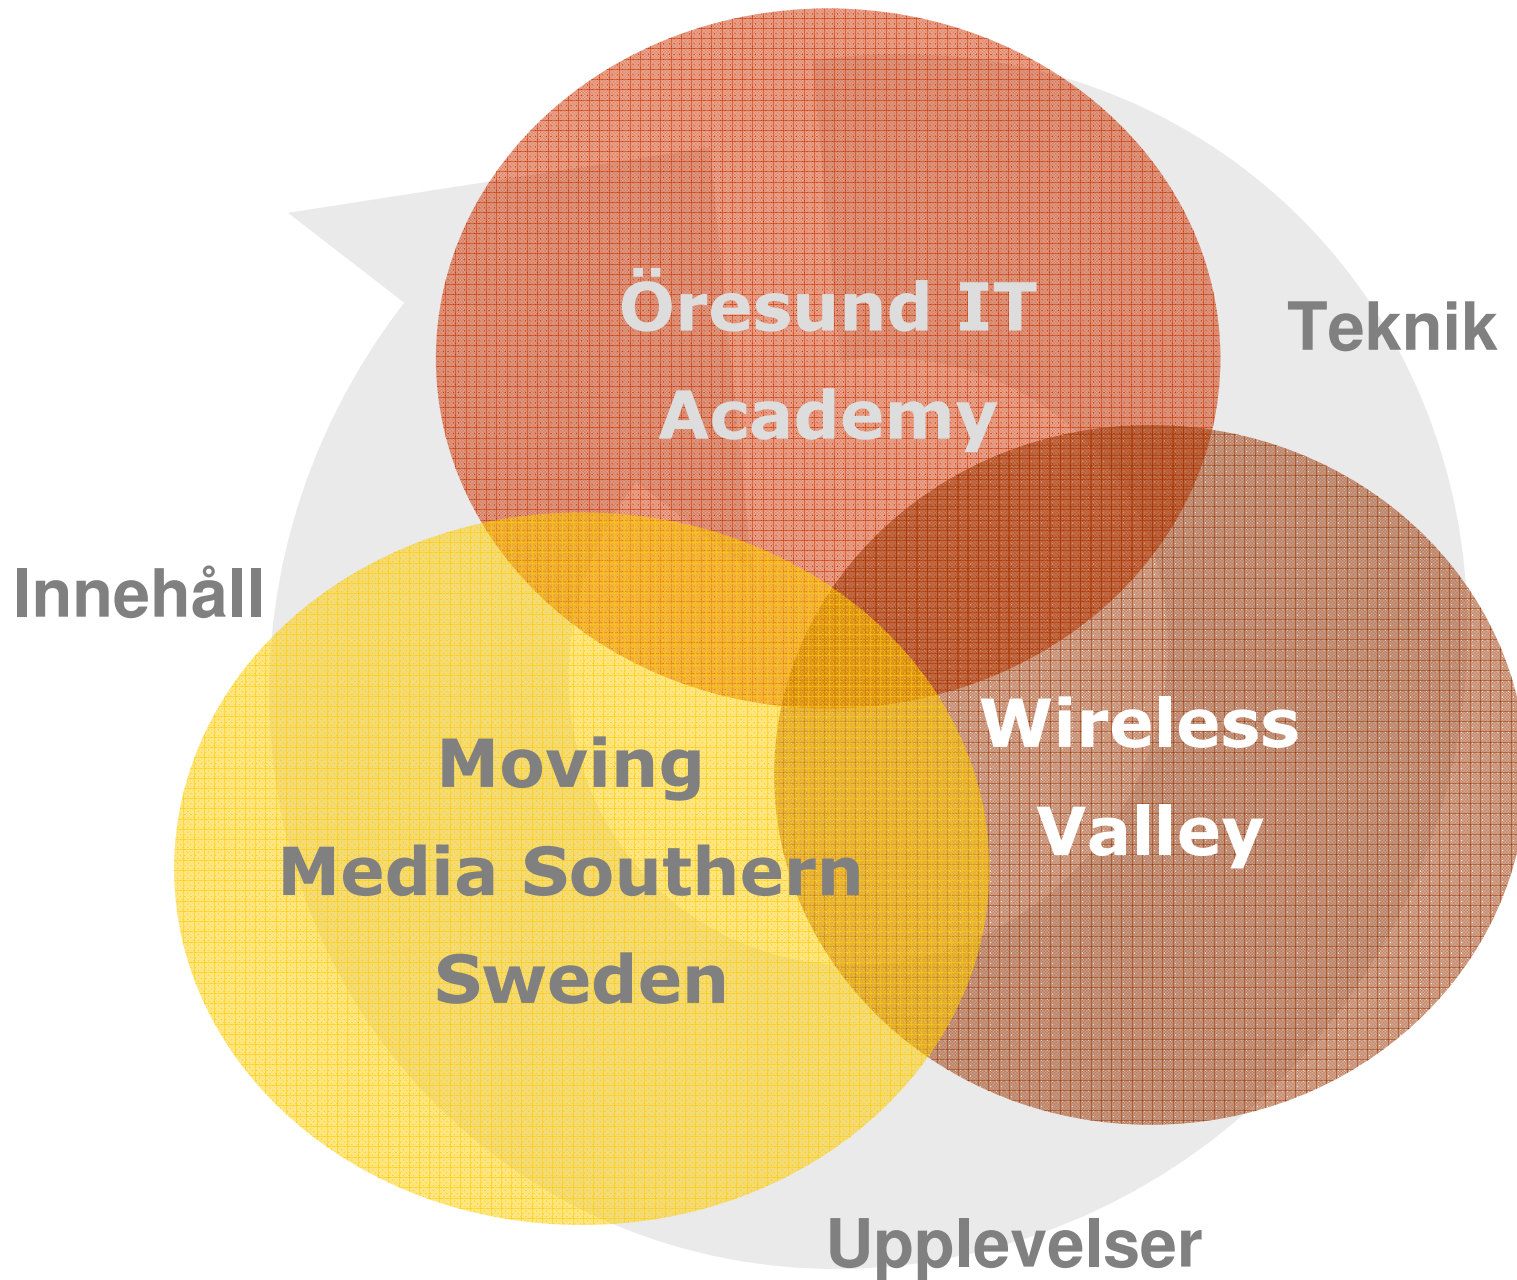 Öresund IT
Academy
Teknik
Innehåll
Wireless
Valley
Moving
Media Southern
Sweden
Upplevelser